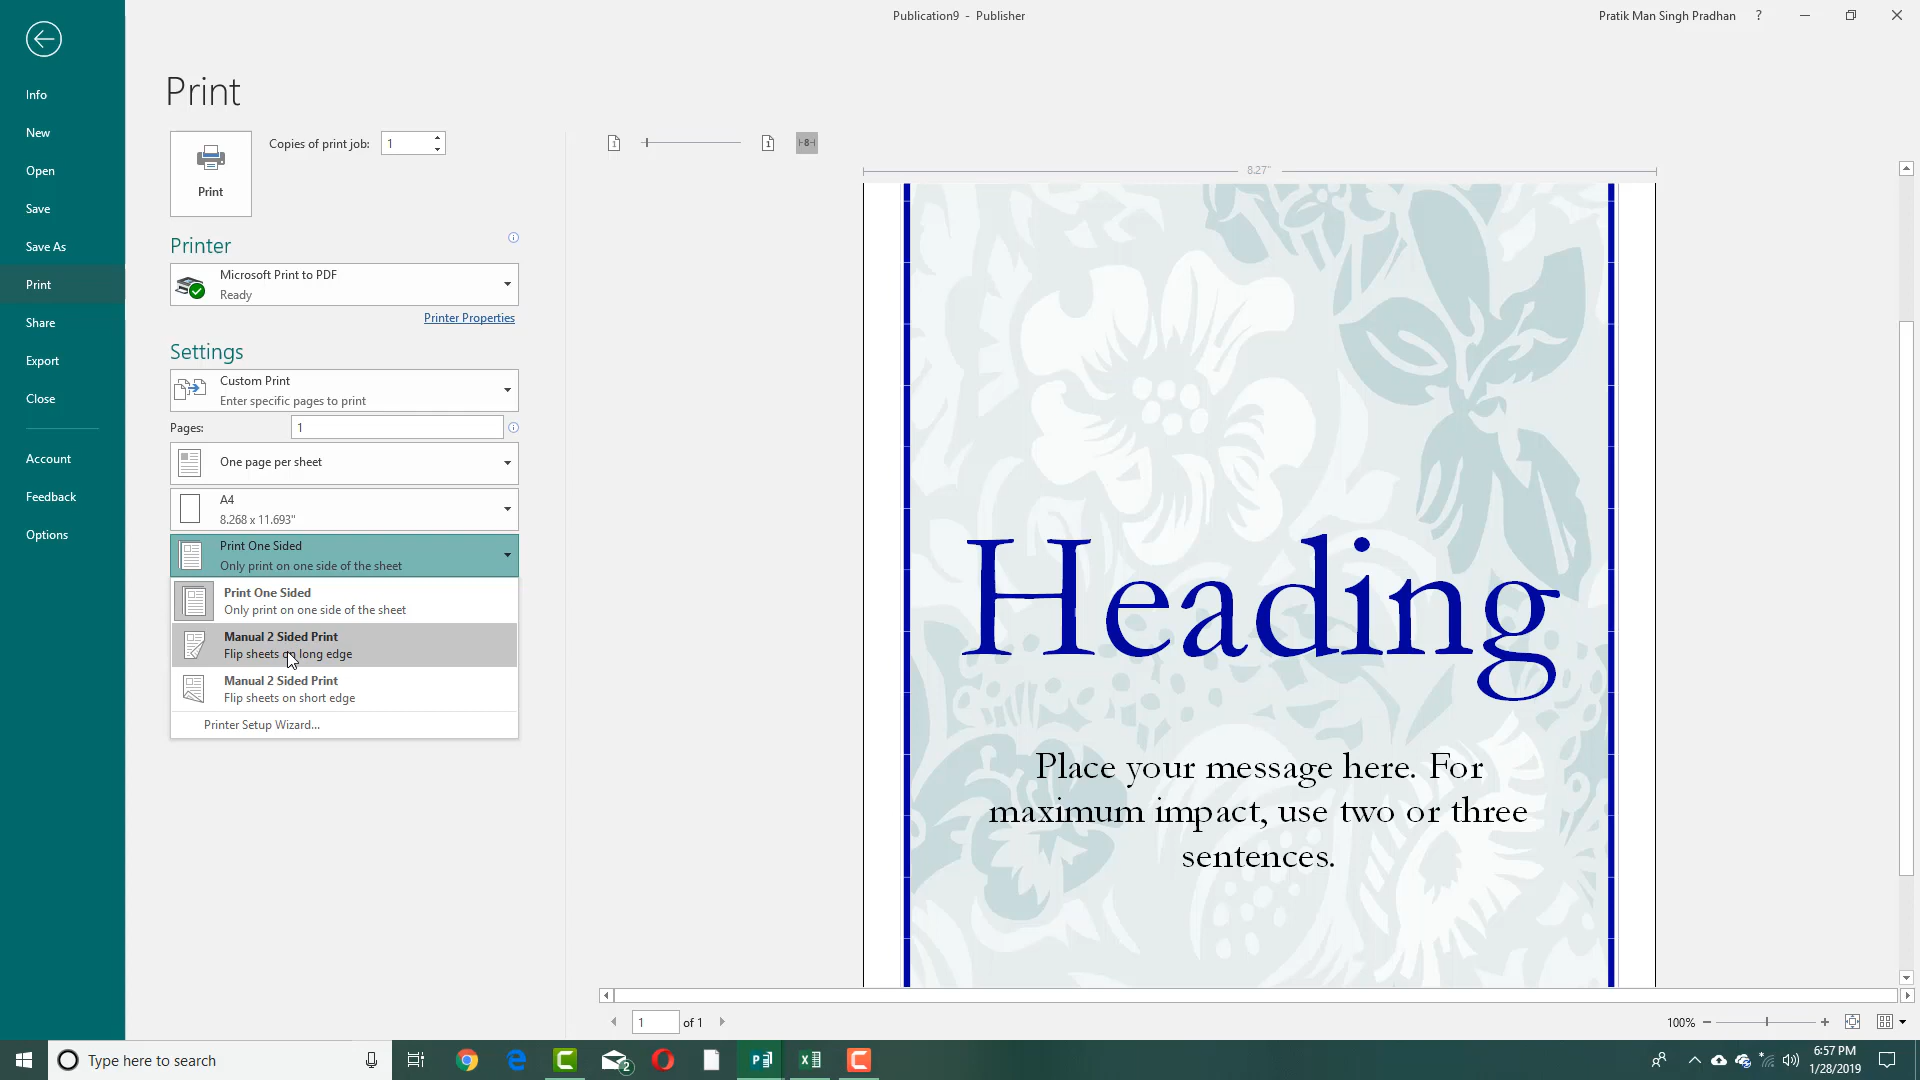 Publication9 - Publisher
Pratik Man Singh Pradhan
?
Info
New
Open
Save
Save As
Print
Share
Export
Close
Account
Feedback
Options
Print
Print
Copies of print job:
1
Printer
Microsoft Print to PDF
Ready
Printer Properties
Settings
Custom Print
Enter specific pages to print
Pages:
1
One page per sheet
A4
8.268 x 11.693"
Print One Sided
Only print on one side of the sheet
Print One Sided
Only print on one side of the sheet
Manual 2 Sided Print
Flip sheets on long edge
Manual 2 Sided Print
Flip sheets on short edge
Printer Setup Wizard...
1
1
8
8.27"
Heading
Place your message here. For
maximum impact, use two or three
sentences.
1 of 1
100%
Type here to search
2
6:57 PM
1/28/2019